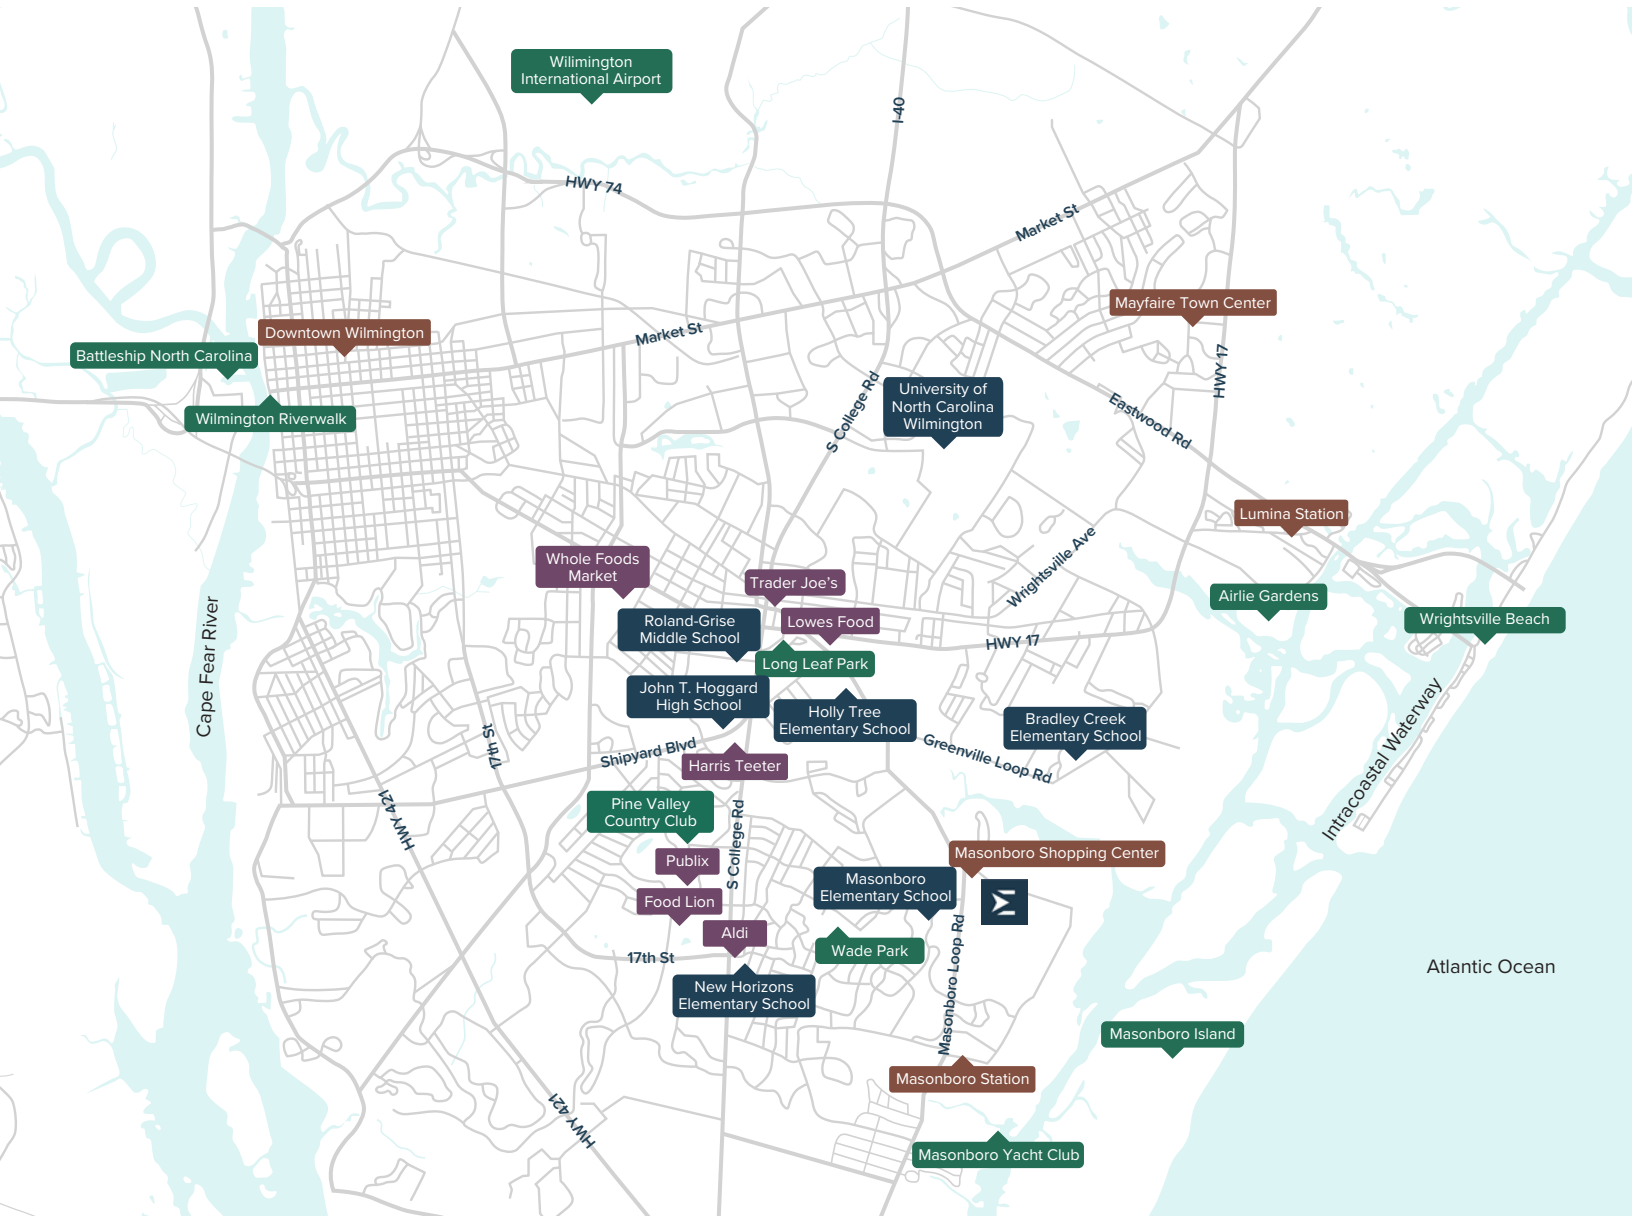 Wilimington
International Airport
I-40
HWY 74
Market St
Mayfaire Town Center
Downtown Wilmington
Market St
Battleship North Carolina
HWY 17
University of
North Carolina
Wilmington
S College Rd
Eastwood Rd
Wilmington Riverwalk
Lumina Station
Whole Foods
Market
Trader Joe's
Wrightsville Ave
Airlie Gardens
Roland-Grise
Middle School
Lowes Food
Wrightsville Beach
Cape Fear River
HWY 17
Long Leaf Park
John T. Hoggard
High School
Holly Tree
Elementary School
Bradley Creek
Elementary School
17th St
Shipyard Blvd
Greenville Loop Rd
Intracoastal Waterway
Harris Teeter
HWY 421
Pine Valley
Country Club
S College Rd
Masonboro Shopping Center
Publix
Masonboro
Elementary School
Food Lion
Aldi
Wade Park
17th St
Masonboro Loop Rd
Atlantic Ocean
New Horizons
Elementary School
Masonboro Island
Masonboro Station
HWY 421
Masonboro Yacht Club